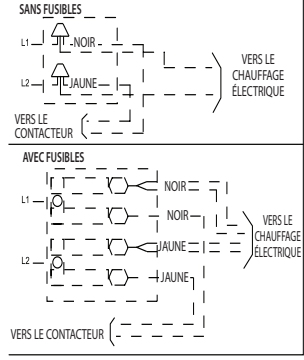 SANS FUSIBLES
L1
NOIR
VERS LE
CHAUFFAGE
ÉLECTRIQUE
L2
JAUNE
VERS LE
CONTACTEUR
AVEC FUSIBLES
NOIR
L1
NOIR
VERS LE
CHAUFFAGE
ÉLECTRIQUE
JAUNE
L2
JAUNE
VERS LE CONTACTEUR